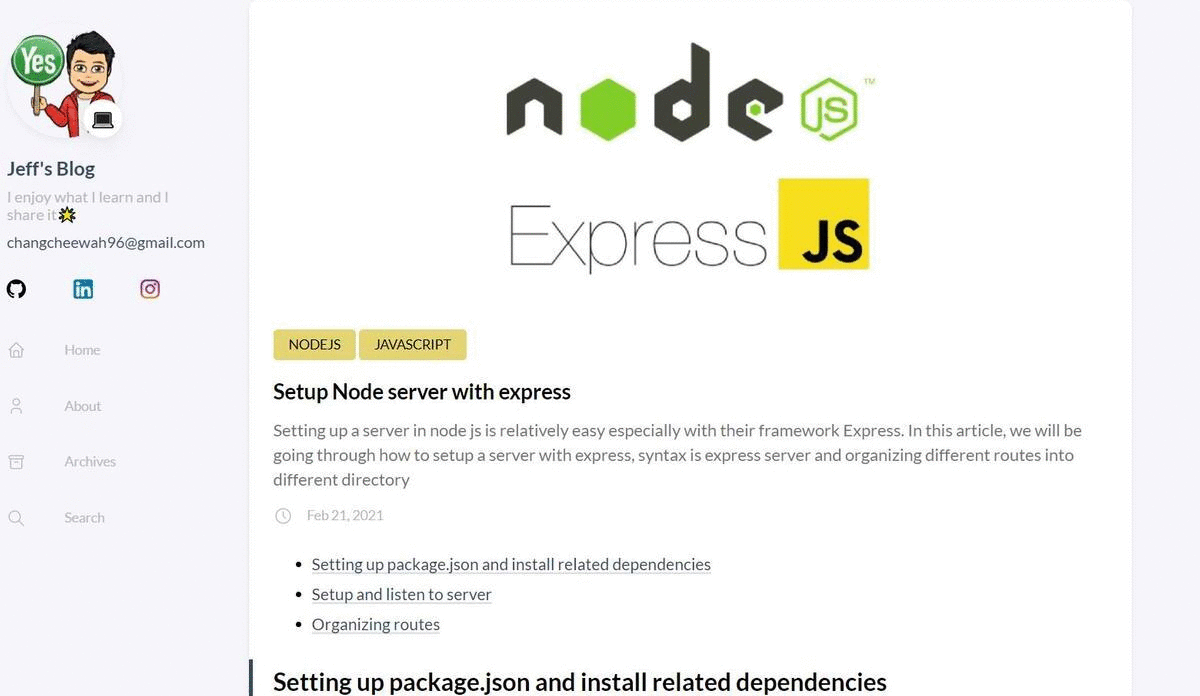 Yes
Jeff's Blog
I enjoy what I learn and I
share it
changcheewah96@gmail.com
in
Home
About
Archives
Search
node JS ™
Express JS
NODEJS JAVASCRIPT
Setup Node server with express
Setting up a server in node js is relatively easy especially with their framework Express. In this article, we will be
going through how to setup a server with express, syntax is express server and organizing different routes into
different directory
Feb 21, 2021
Setting up package.json and install related dependencies
Setup and listen to server
Organizing routes
Setting up package.json and install related dependencies